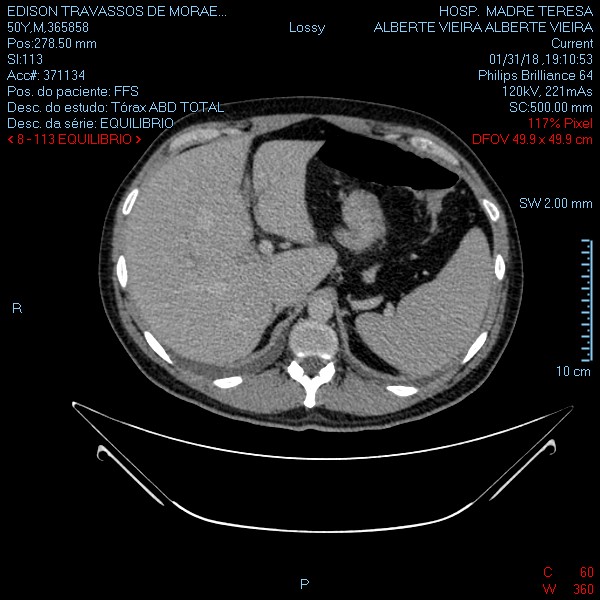 EDISON TRAVASSOS DE MORAE...
50Y,M,365858
Pos:278.50 mm
SI:113
Acc#: 371134
Pos. do paciente: FFS
Desc. do estudo: Tórax ABD TOTAL
Desc. da série: EQUILIBRIO
< 8 - 113 EQUILIBRIO >
Lossy
HOSP. MADRE TERESA
ALBERTE VIEIRA ALBERTE VIEIRA
Current
01/31/18 ,19:10:53
Philips Brilliance 64
120kV, 221mAs
SC:500.00 mm
117% Pixel
DFOV 49.9 x 49.9 cm
SW 2.00 mm
R
10 cm
P
C 60
W 360